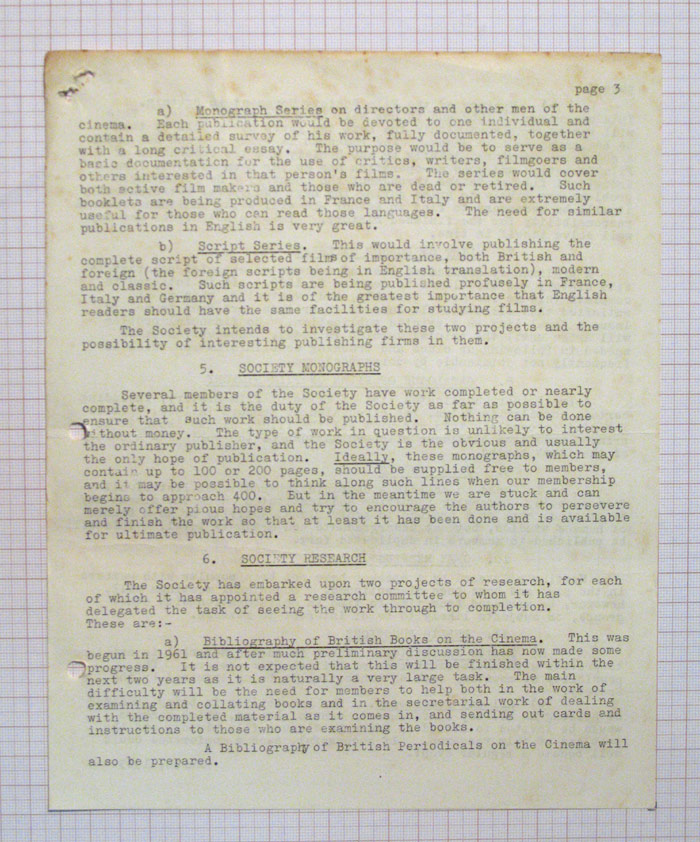 page 3
a) Monograph Series on directors and other men of the
cinema. Each publication would be devoted to one individual and
contain a detailed survey of his work, fully documented, together
with a long critical essay. The purpose would be to serve as a
basic documentation for the use of critics, writers, filmgoers and
others interested in that person's films. The series would cover
both active film makers and those who are dead or retired. Such
booklets are being produced in France and Italy and are extremely
useful for those who can read those languages. The need for similar
publications in English is very great.
b) Script Series. This would involve publishing the
complete script of selected films of importance, both British and
foreign (the foreign scripts being in English translation), modern
and classic. Such scripts are being published profusely in France,
Italy and Germany and it is of the greatest importance that English
readers should have the same facilities for studying films.
The Society intends to investigate these two projects and the
possibility of interesting publishing firms in them.
5. SOCIETY MONOGRAPHS
Several members of the Society have work completed or nearly
complete, and it is the duty of the Society as far as possible to
ensure that such work should be published. Nothing can be done
without money. The type of work in question is unlikely to interest
the ordinary publisher, and the Society is the obvious and usually
the only hope of publication. Ideally, these monographs, which may
contain up to 100 or 200 pages, should be supplied free to members,
and it may be possible to think along such lines when our membership
begins to approach 400. But in the meantime we are stuck and can
merely offer pious hopes and try to encourage the authors to persevere
and finish the work so that at least it has been done and is available
for ultimate publication.
6. SOCIETY RESEARCH
The Society has embarked upon two projects of research, for each
of which it has appointed a research committee to whom it has
delegated the task of seeing the work through to completion.
These are:-
a) Bibliography of British Books on the Cinema. This was
begun in 1961 and after much preliminary discussion has now made some
progress. It is not expected that this will be finished within the
next two years as it is naturally a very large task. The main
difficulty will be the need for members to help both in the work of
examining and collating books and in the secretarial work of dealing
with the completed material as it comes in, and sending out cards and
instructions to those who are examining the books.
A Bibliography of British Periodicals on the Cinema will
also be prepared.